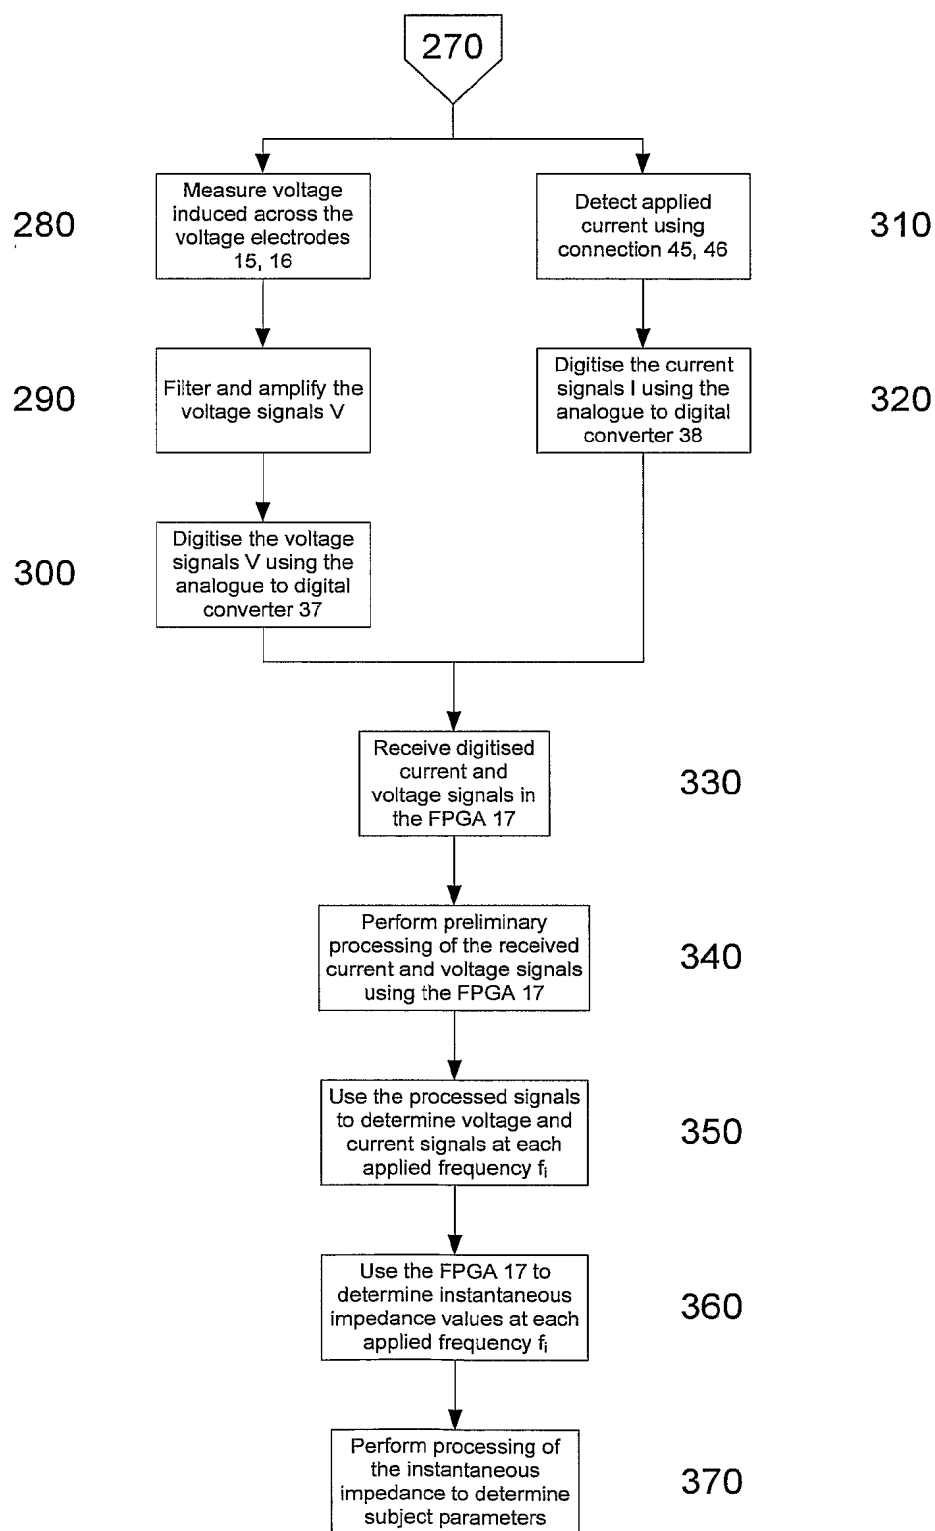 270
280
Measure voltage
induced across the
voltage electrodes
15, 16
Detect applied
current using
connection 45, 46
310
290
Filter and amplify the
voltage signals V
Digitise the current
signals I using the
analogue to digital
converter 38
320
300
Digitise the voltage
signals V using the
analogue to digital
converter 37
Receive digitised
current and
voltage signals in
the FPGA 17
330
Perform preliminary
processing of the received
current and voltage signals
using the FPGA 17
340
Use the processed signals
to determine voltage and
current signals at each
applied frequency fi
350
Use the FPGA 17 to
determine instantaneous
impedance values at each
applied frequency fi
360
Perform processing of
the instantaneous
impedance to determine
subject parameters
370